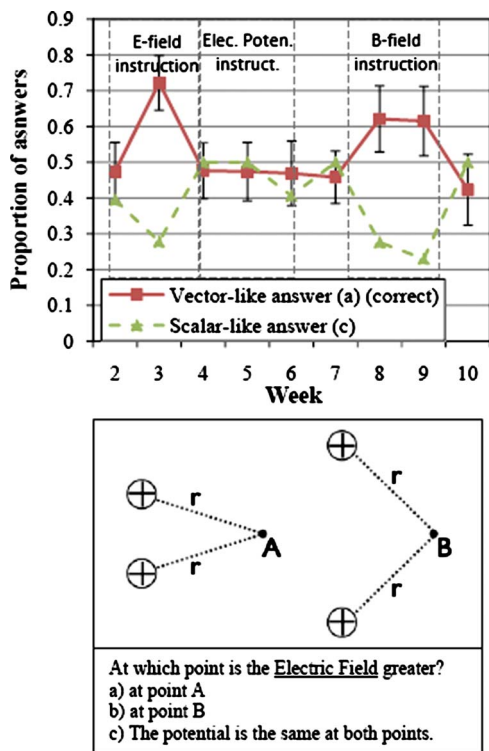 0.9
0.8
0.7
0.6
0.5
0.4
0.3
0.2
0.1
0
Proportion of asnwers
E-field instruction
Elec. Poten. instruct.
B-field instruction
Vector-like answer (a) (correct)
Scalar-like answer (c)
2 3 4 5 6 7 8 9 10
Week
r
r
A
r
r
B
At which point is the Electric Field greater?
a) at point A
b) at point B
c) The potential is the same at both points.